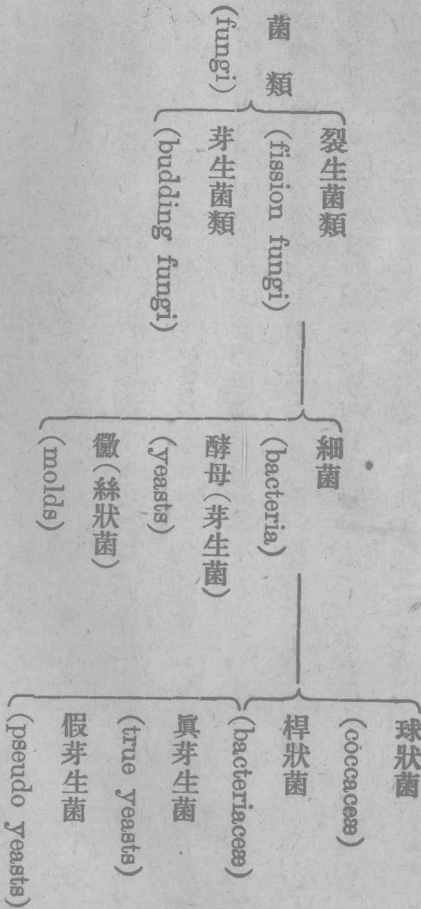 菌類
(fungi)
裂生菌類
(fission fungi)
芽生菌類
(budding fungi)
細菌
(bacteria)
酵母(芽生菌)
(yeasts)
黴(絲狀菌)
(molds)
球狀菌
(coccaceæ)
桿狀菌
(bacteriaceæ)
眞芽生菌
(true yeasts)
假芽生菌
(pseudo yeasts)